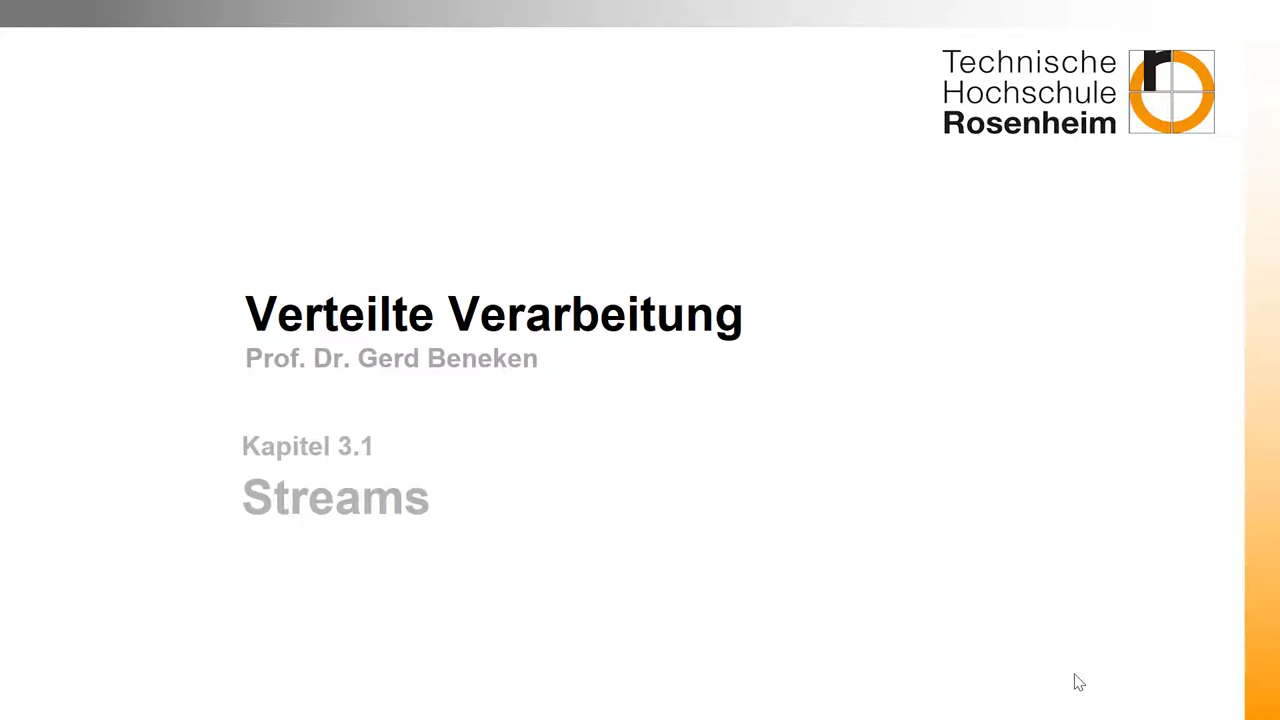 Technische
Hochschule
Rosenheim
Verteilte Verarbeitung
Prof. Dr. Gerd Beneken
Kapitel 3.1
Streams